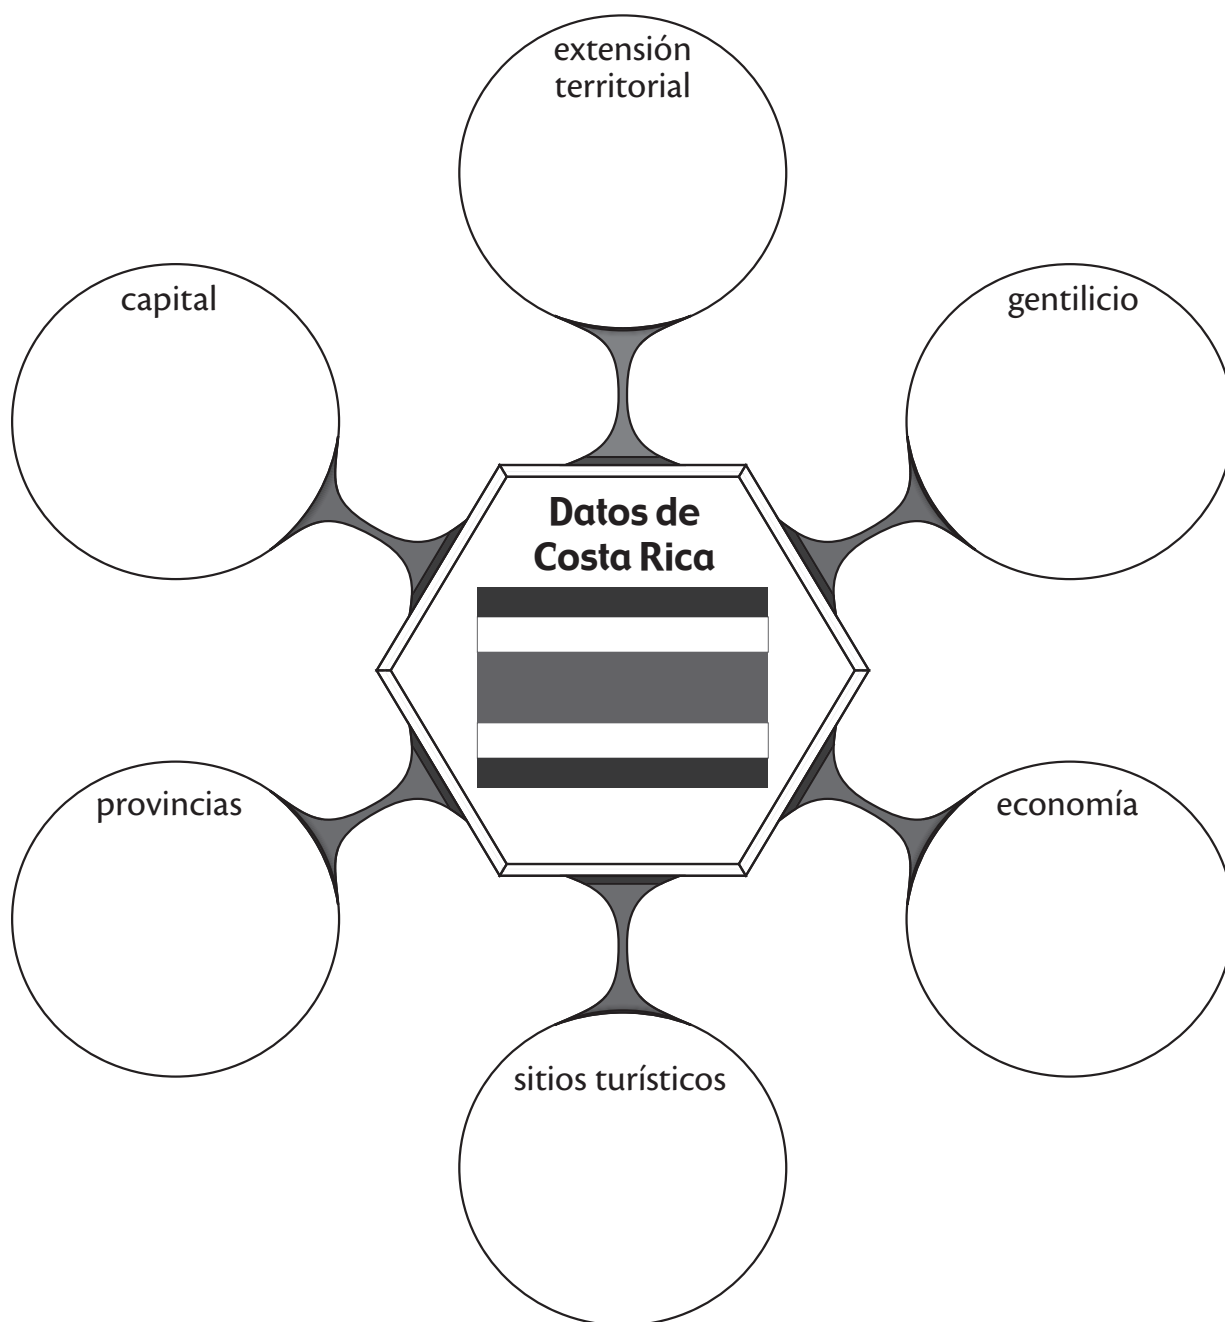 extensión
territorial
capital
gentilicio
Datos de
Costa Rica
provincias
economía
sitios turísticos